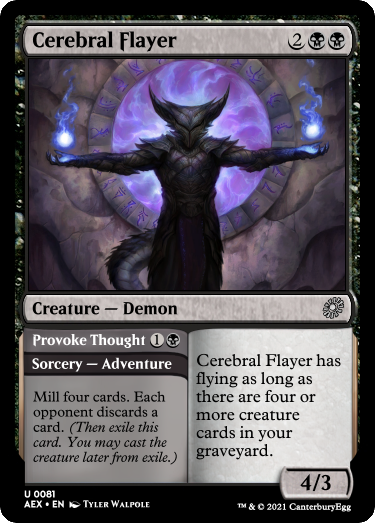 Cerebral Flayer 2
Creature — Demon
Provoke Thought 1
Sorcery — Adventure
Mill four cards. Each
opponent discards a
card. (Then exile this
card. You may cast the
creature later from exile.)
Cerebral Flayer has
flying as long as
there are four or
more creature
cards in your
graveyard.
4/3
U 0081
AEX • EN Tyler Walpole
™ & © 2021 CanterburyEgg